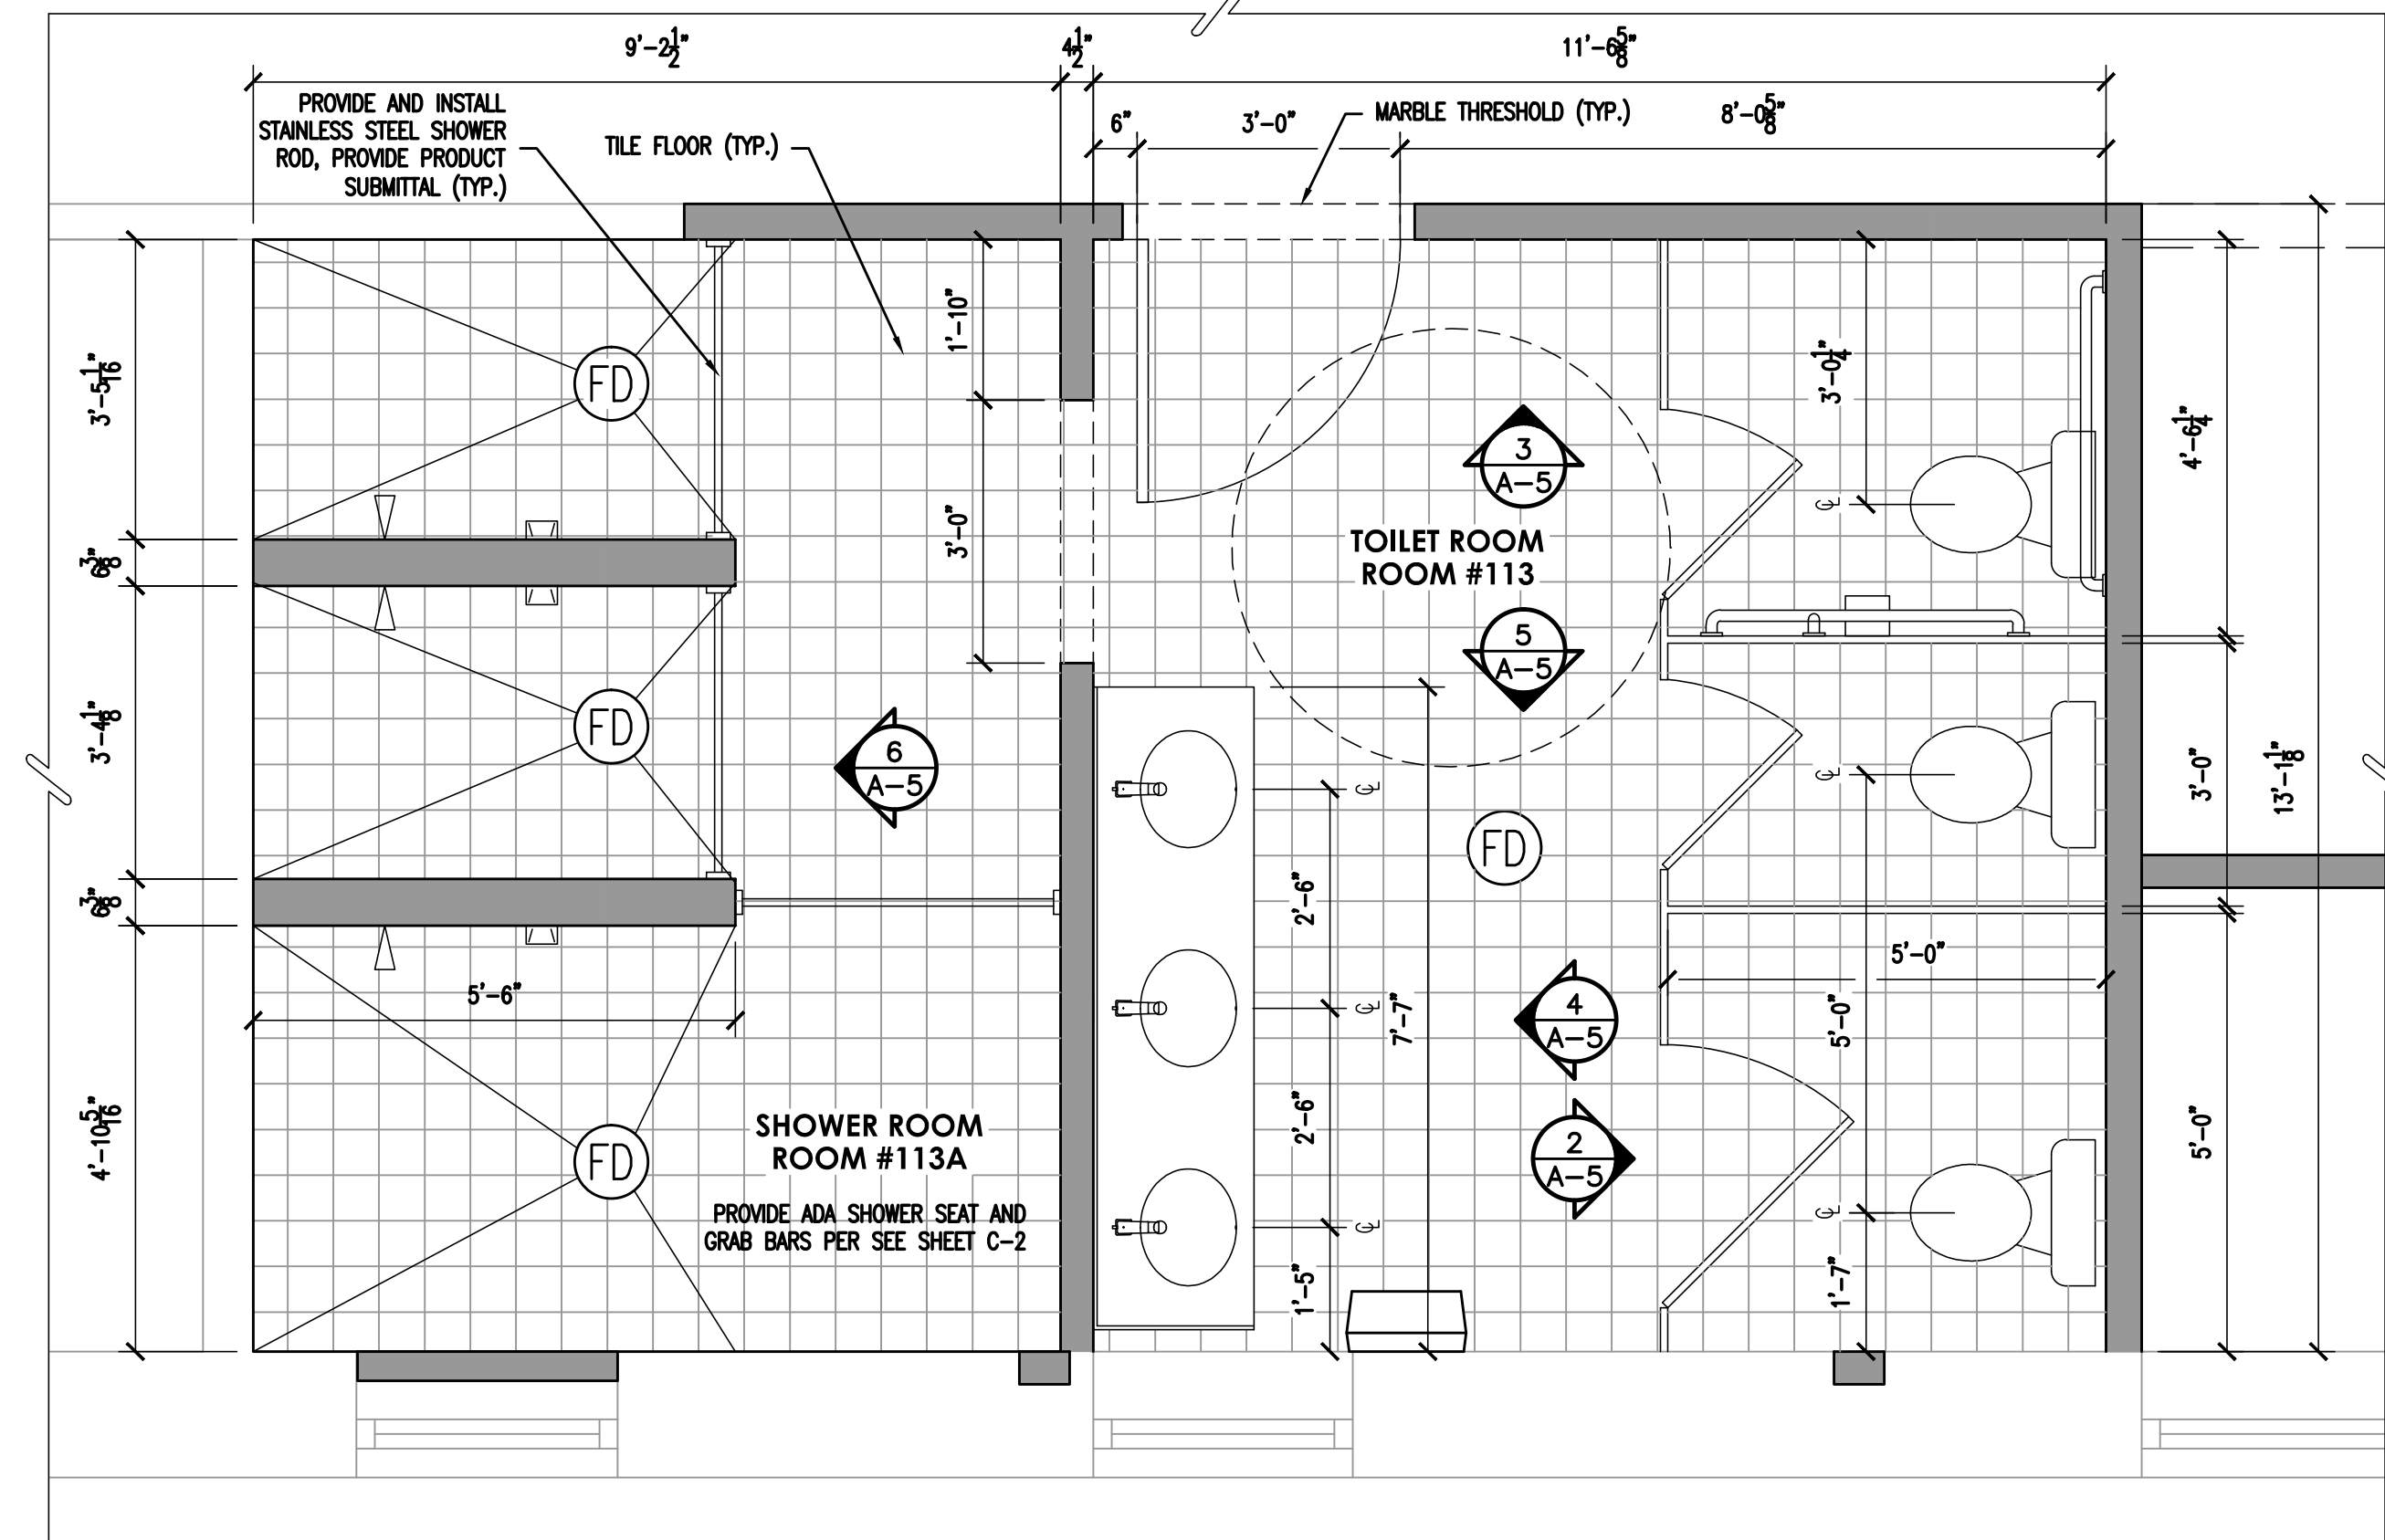 9'-2 1/2"
4 1/2"
11'-6 5/8"
PROVIDE AND INSTALL
STAINLESS STEEL SHOWER
ROD, PROVIDE PRODUCT
SUBMITTAL (TYP.)
TILE FLOOR (TYP.)
6"
3'-0"
MARBLE THRESHOLD (TYP.)
8'-0 5/8"
3'-5 1/16"
6 3/8"
3'-4 1/8"
6 3/8"
4'-10 5/16"
FD
FD
FD
5'-6"
1'-10"
3'-0"
6
A-5
SHOWER ROOM
ROOM #113A
PROVIDE ADA SHOWER SEAT AND
GRAB BARS PER SEE SHEET C-2
3
A-5
TOILET ROOM
ROOM #113
5
A-5
FD
4
A-5
2
A-5
CL
CL
CL
2'-6"
2'-6"
1'-5"
7'-7"
3'-0 1/4"
CL
CL
CL
5'-0"
5'-0"
1'-7"
4'-6 1/4"
3'-0"
5'-0"
13'-1 1/8"